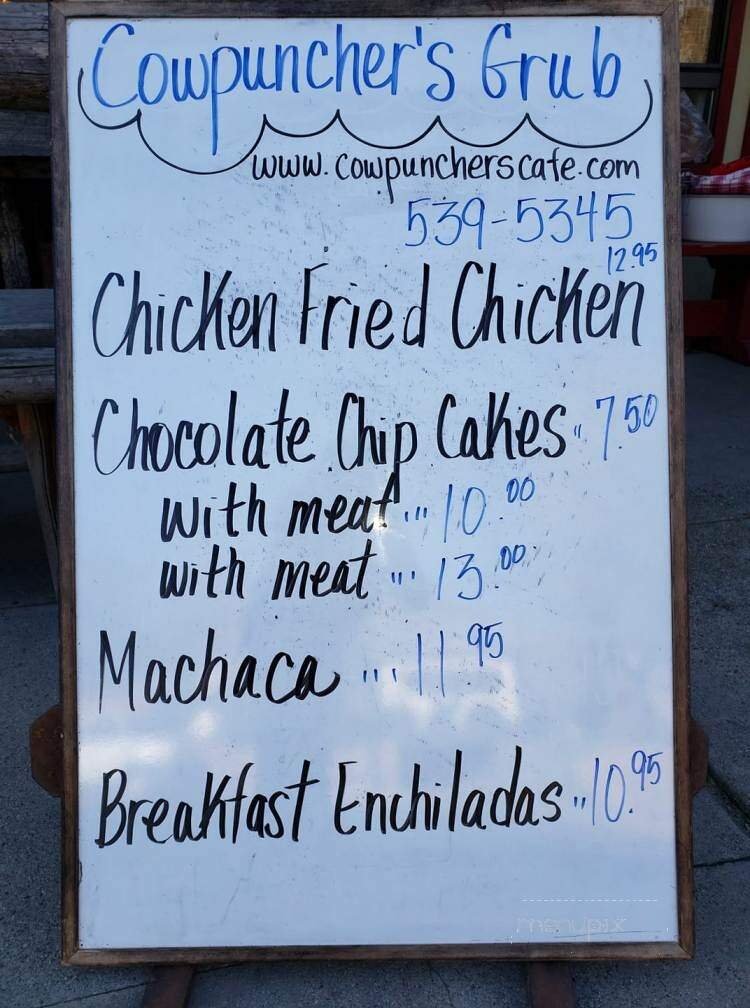 Cowpuncher's Grub
www.cowpuncherscafe.com
539-5345
12.95
Chicken Fried Chicken
Chocolate Chip Cakes .. 7.50
with meat ... 10.00
with meat ... 13.00
Machaca ... 11 95
Breakfast Enchiladas .. 10.95
menupix